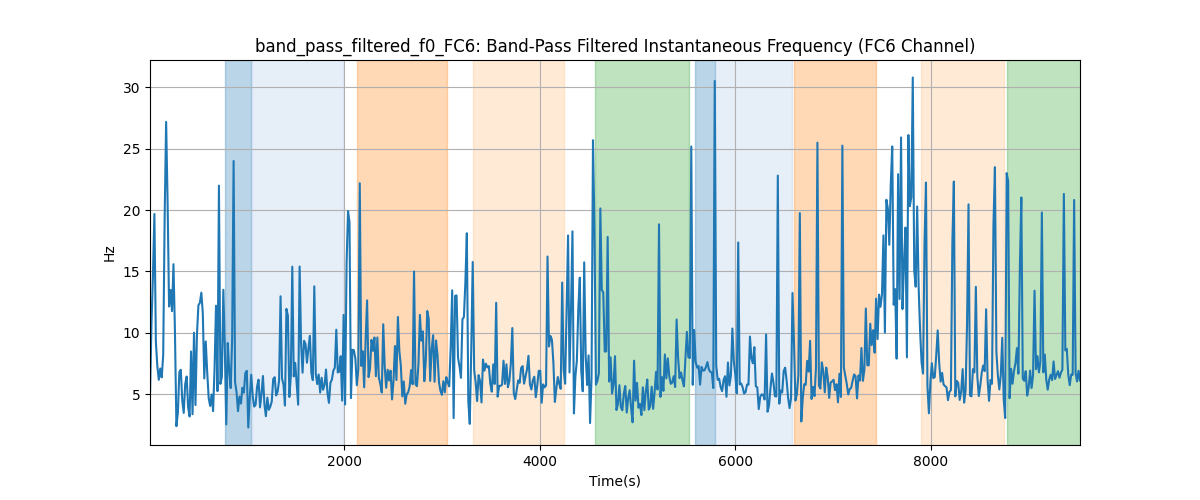 band_pass_filtered_f0_FC6: Band-Pass Filtered Instantaneous Frequency (FC6 Channel)
30
25
20
15
10
5
Hz
2000 4000 6000 8000
Time(s)